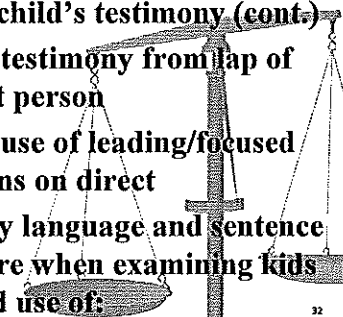 child's testimony (cont.)
testimony from lap of
t person
use of leading/focused
ns on direct
y language and sentence
re when examining kids
d use of:
32